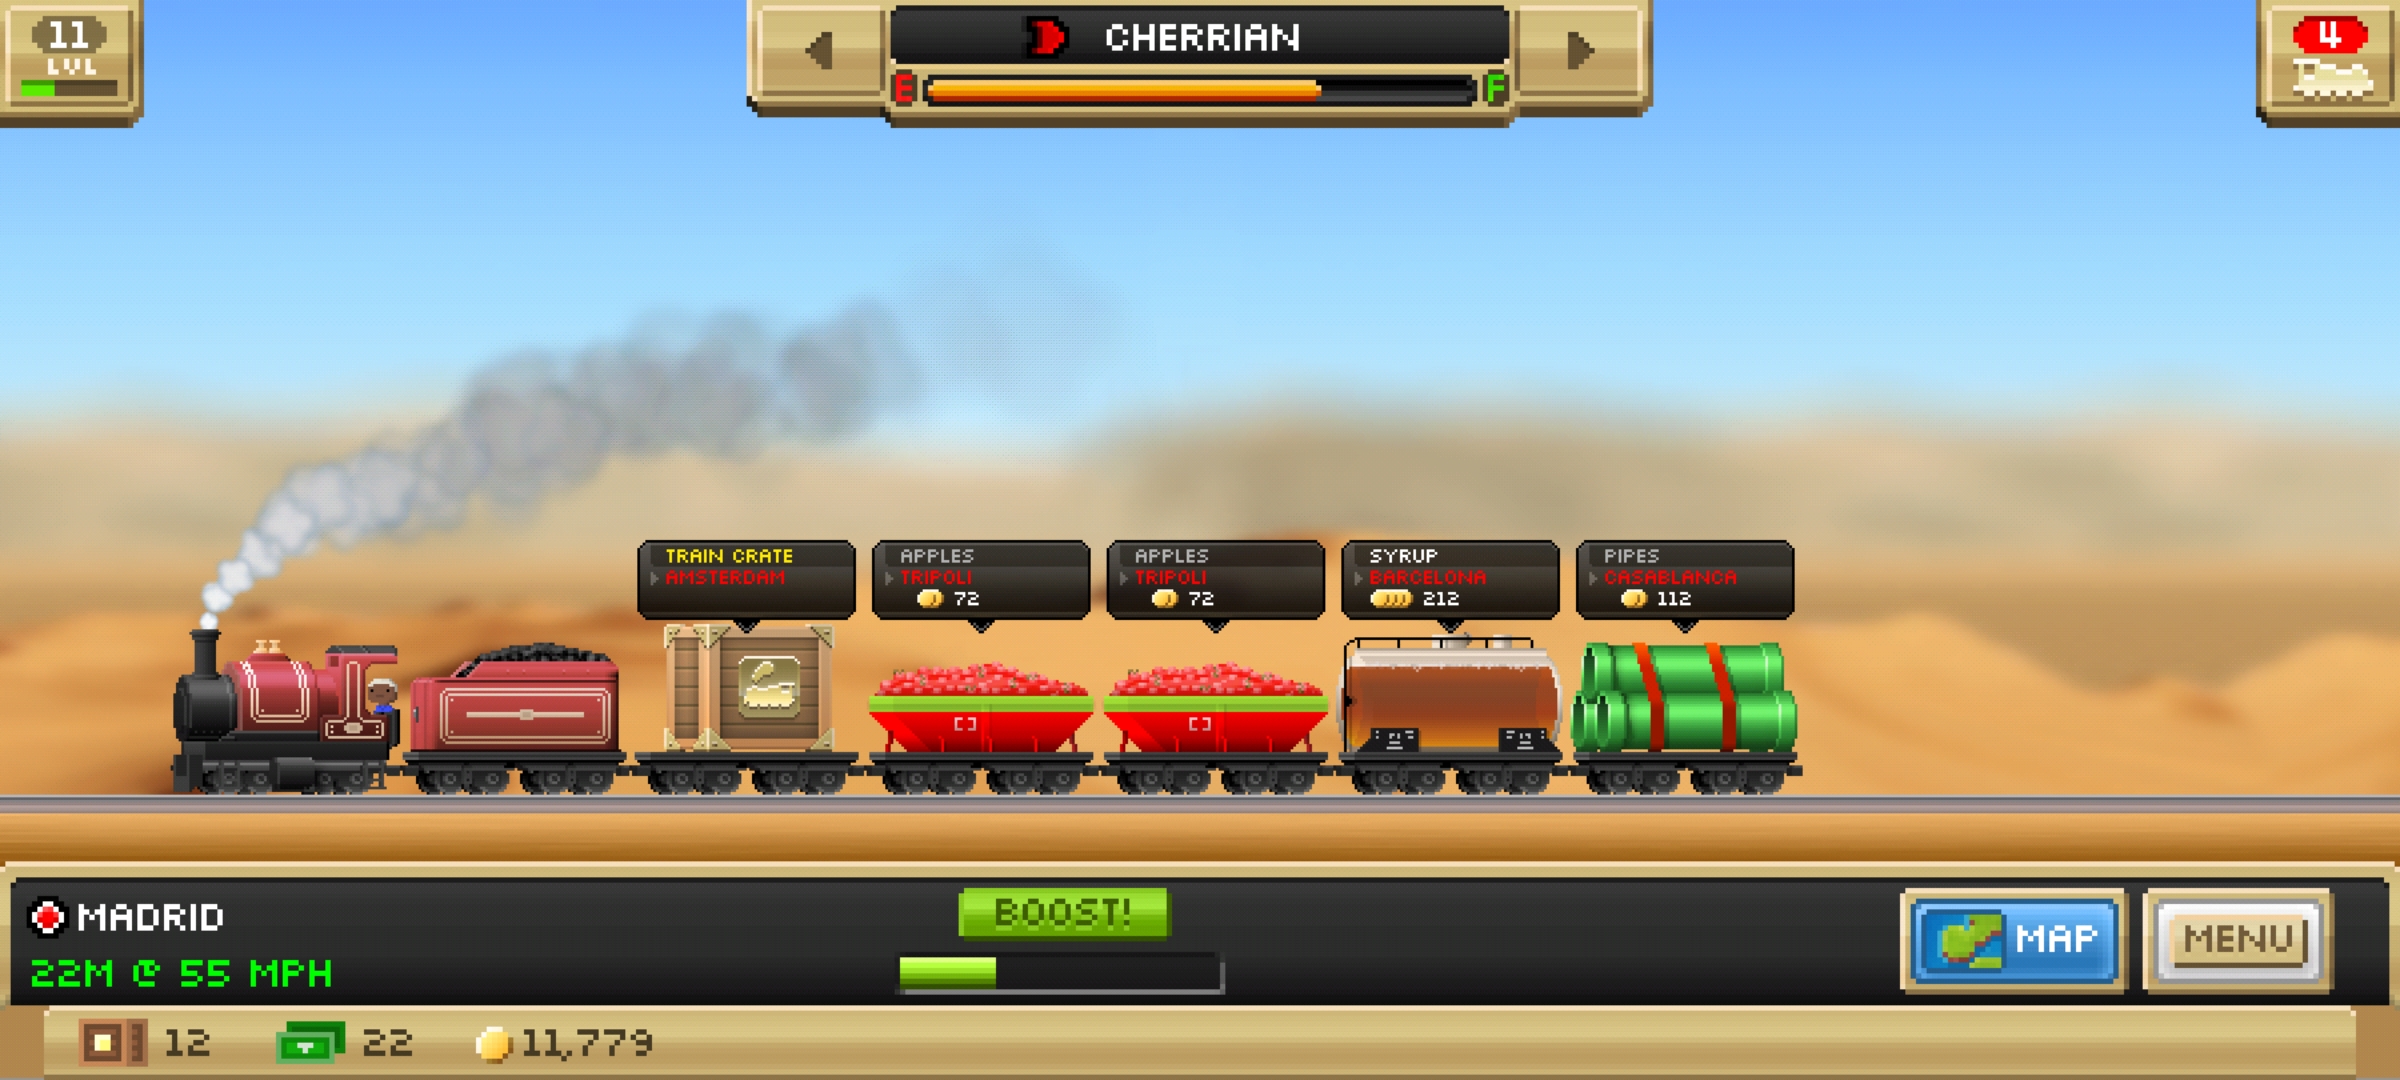 11
LVL
CHERRIAN
E F
4
TRAIN CRATE
AMSTERDAM
APPLES
TRIPOLI
72
APPLES
TRIPOLI
72
SYRUP
BARCELONA
212
PIPES
CASABLANCA
112
MADRID
22M @ 55 MPH
BOOST!
MAP
MENU
12
22
11,779